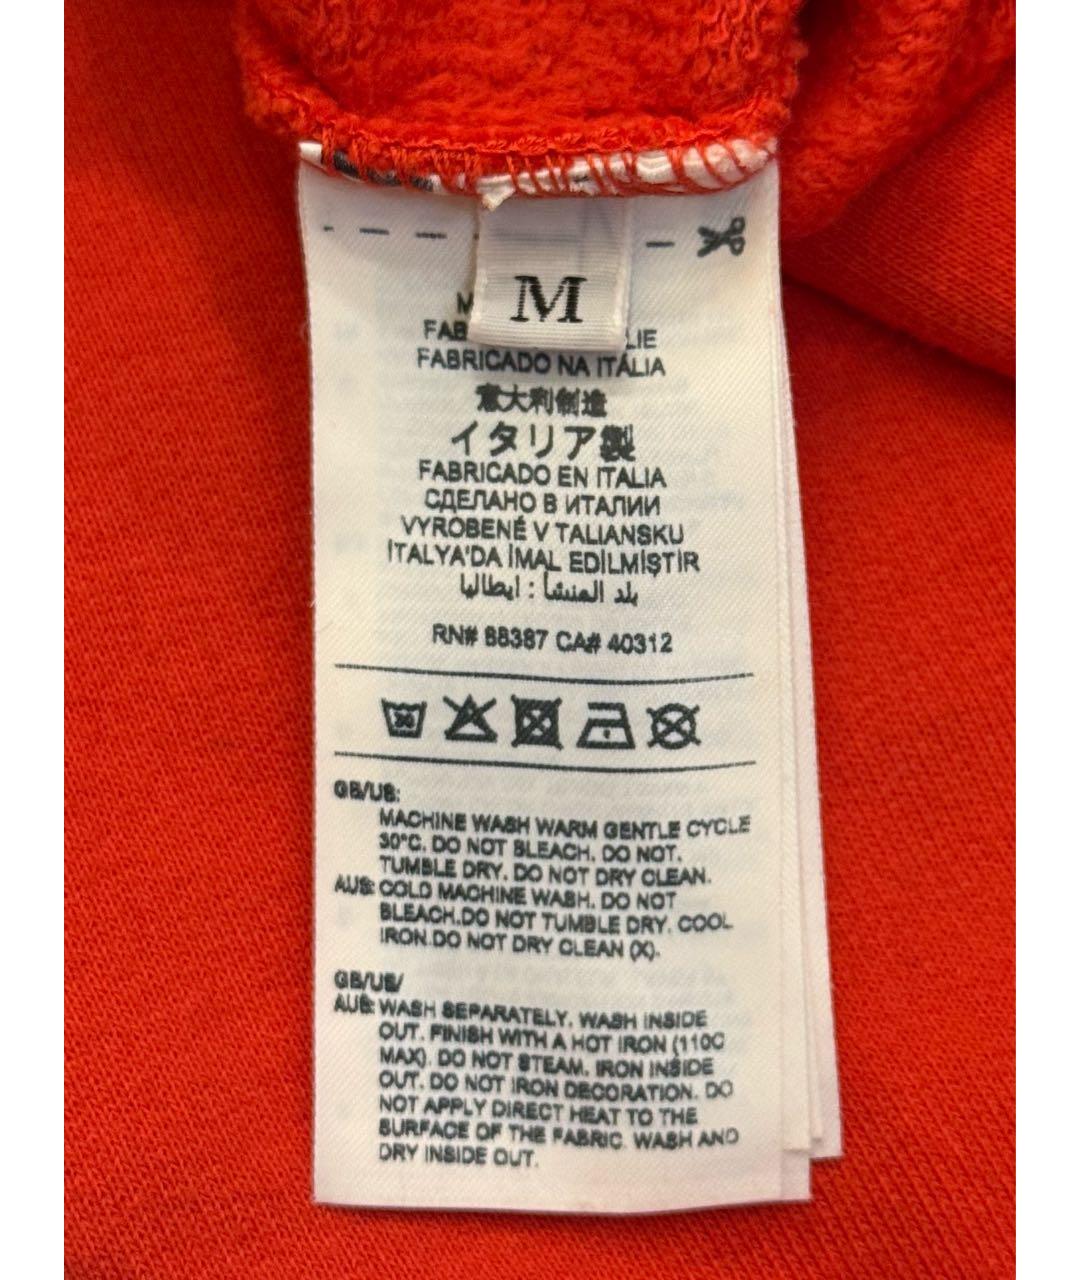 M
FABRICADO NA ITÁLIA
意大利制造
イタリア製
FABRICADO EN ITALIA
СДЕЛАНО В ИТАЛИИ
VYROBENÉ V TALIANSKU
İTALYA'DA İMAL EDİLMİŞTİR
بلد المنشأ : ايطاليا
RN# 88387 CA# 40312
30
GB/US:
MACHINE WASH WARM GENTLE CYCLE
30°C. DO NOT BLEACH. DO NOT.
TUMBLE DRY. DO NOT DRY CLEAN.
AUS: COLD MACHINE WASH. DO NOT
BLEACH.DO NOT TUMBLE DRY. COOL
IRON.DO NOT DRY CLEAN (X).
GB/US/
AUS: WASH SEPARATELY. WASH INSIDE
OUT. FINISH WITH A HOT IRON (110C
MAX). DO NOT STEAM. IRON INSIDE
OUT. DO NOT IRON DECORATION. DO
NOT APPLY DIRECT HEAT TO THE
SURFACE OF THE FABRIC. WASH AND
DRY INSIDE OUT.